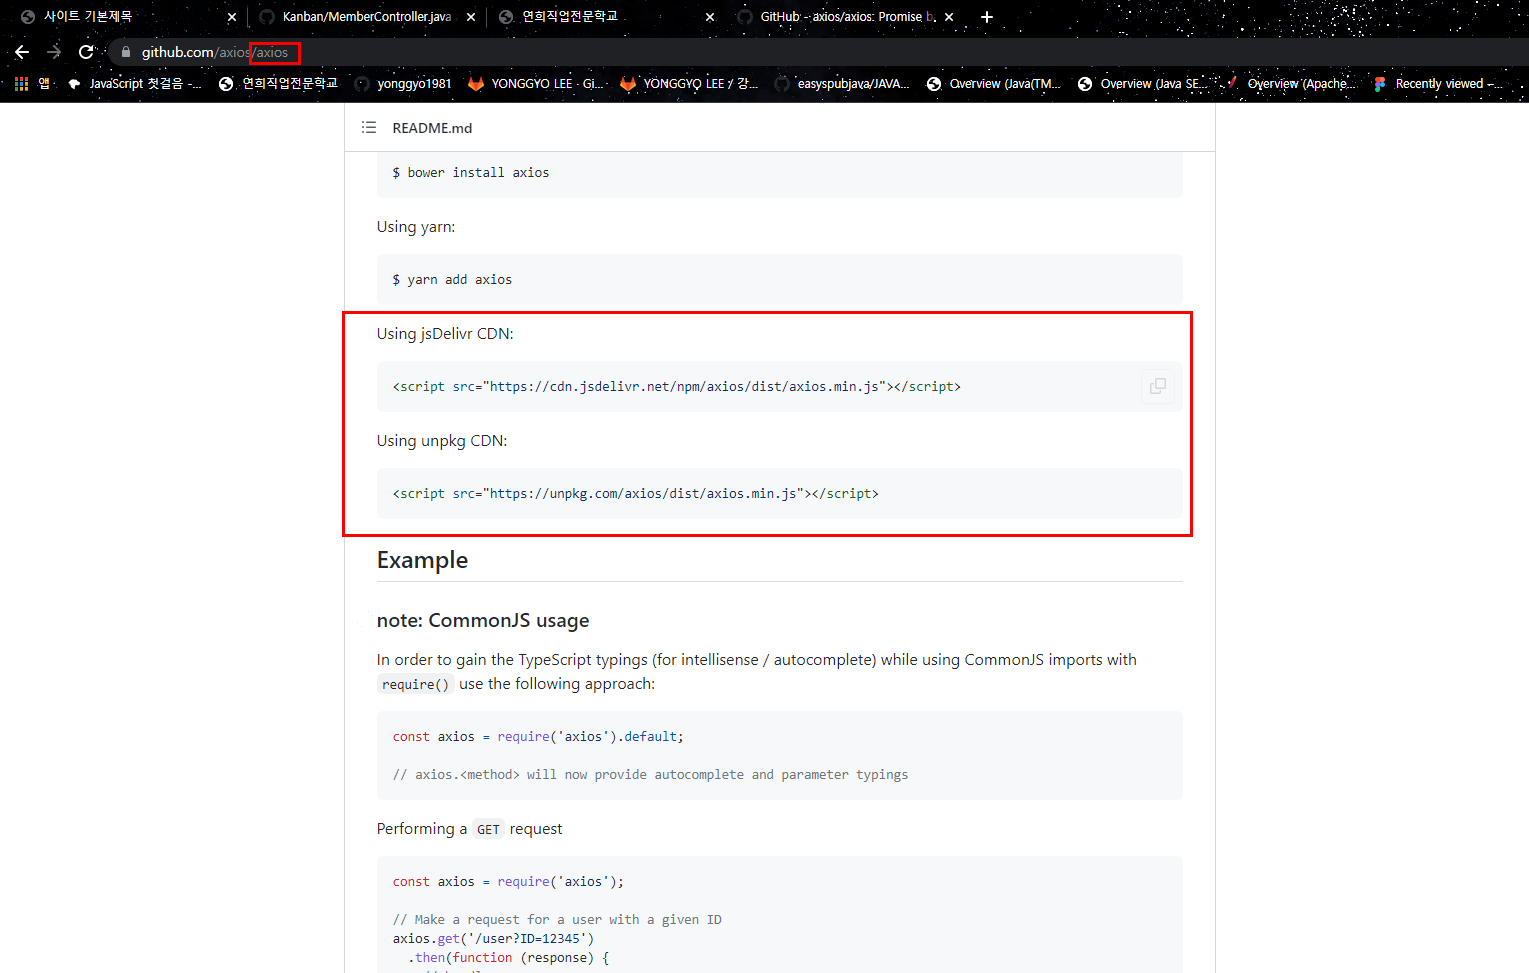 사이트 기본제목
Kanban/MemberController.java
연희직업전문학교
GitHub - axios/axios: Promise b
github.com/axios/axios
앱
JavaScript 첫걸음 -...
연희직업전문학교
yonggyo1981
YONGGYO LEE · Gi...
YONGGYO LEE / 강...
easyspubjava/JAVA...
Overview (Java(TM...
Overview (Java SE...
Overview (Apache...
Recently viewed –...
README.md
$ bower install axios
Using yarn:
$ yarn add axios
Using jsDelivr CDN:
<script src="https://cdn.jsdelivr.net/npm/axios/dist/axios.min.js"></script>
Using unpkg CDN:
<script src="https://unpkg.com/axios/dist/axios.min.js"></script>
Example
note: CommonJS usage
In order to gain the TypeScript typings (for intellisense / autocomplete) while using CommonJS imports with
require() use the following approach:
const axios = require('axios').default;
// axios.<method> will now provide autocomplete and parameter typings
Performing a GET request
const axios = require('axios');
// Make a request for a user with a given ID
axios.get('/user?ID=12345')
.then(function (response) {